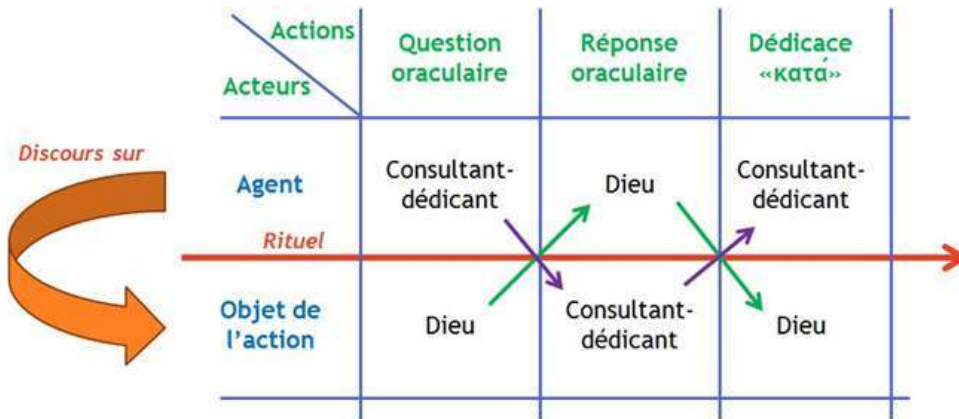 Actions
Acteurs
Question
oraculaire
Réponse
oraculaire
Dédicace
«κατά»
Discours sur
Agent
Consultant-
dédicant
Dieu
Consultant-
dédicant
Rituel
Objet de
l'action
Dieu
Consultant-
dédicant
Dieu